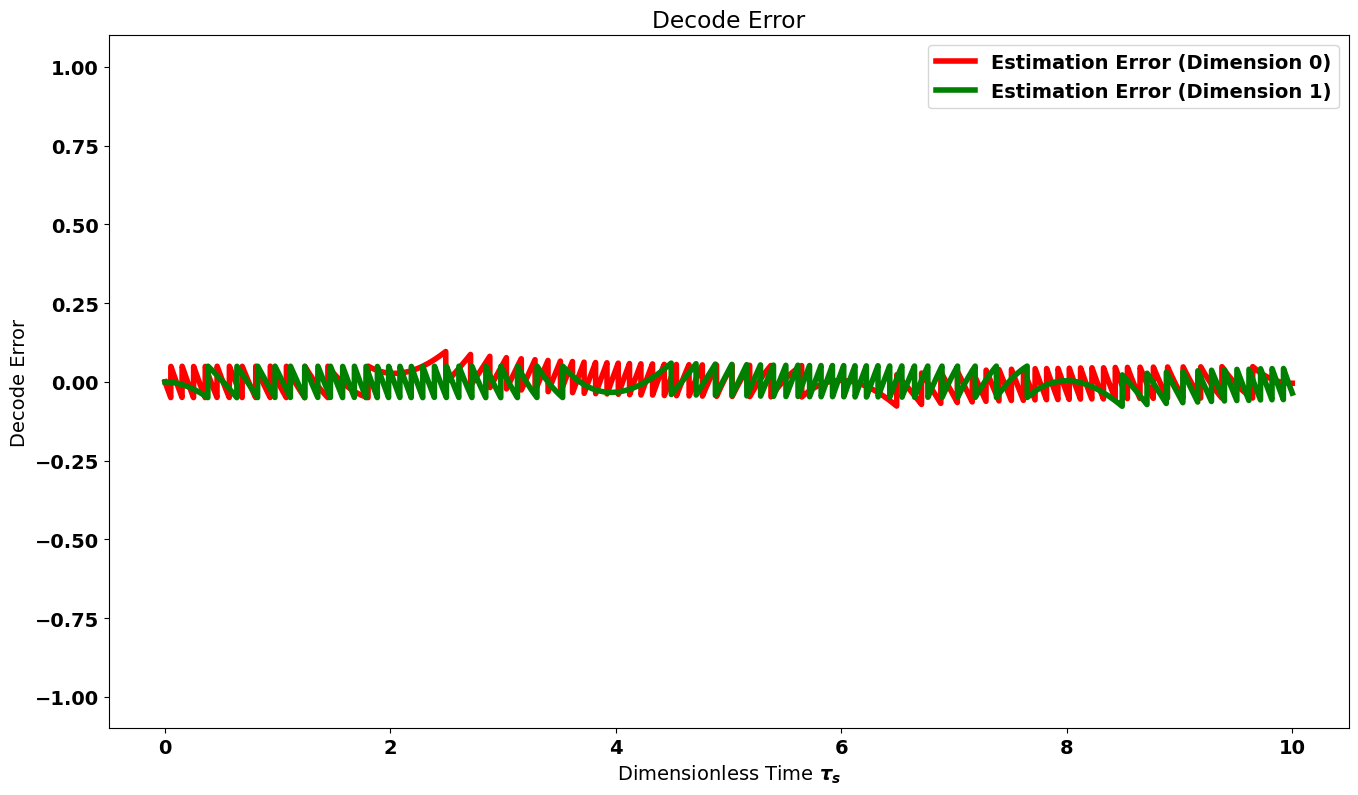 Decode Error
Estimation Error (Dimension 0)
Estimation Error (Dimension 1)
1.00
0.75
0.50
0.25
0.00
−0.25
−0.50
−0.75
−1.00
Decode Error
0 2 4 6 8 10
Dimensionless Time τₛ